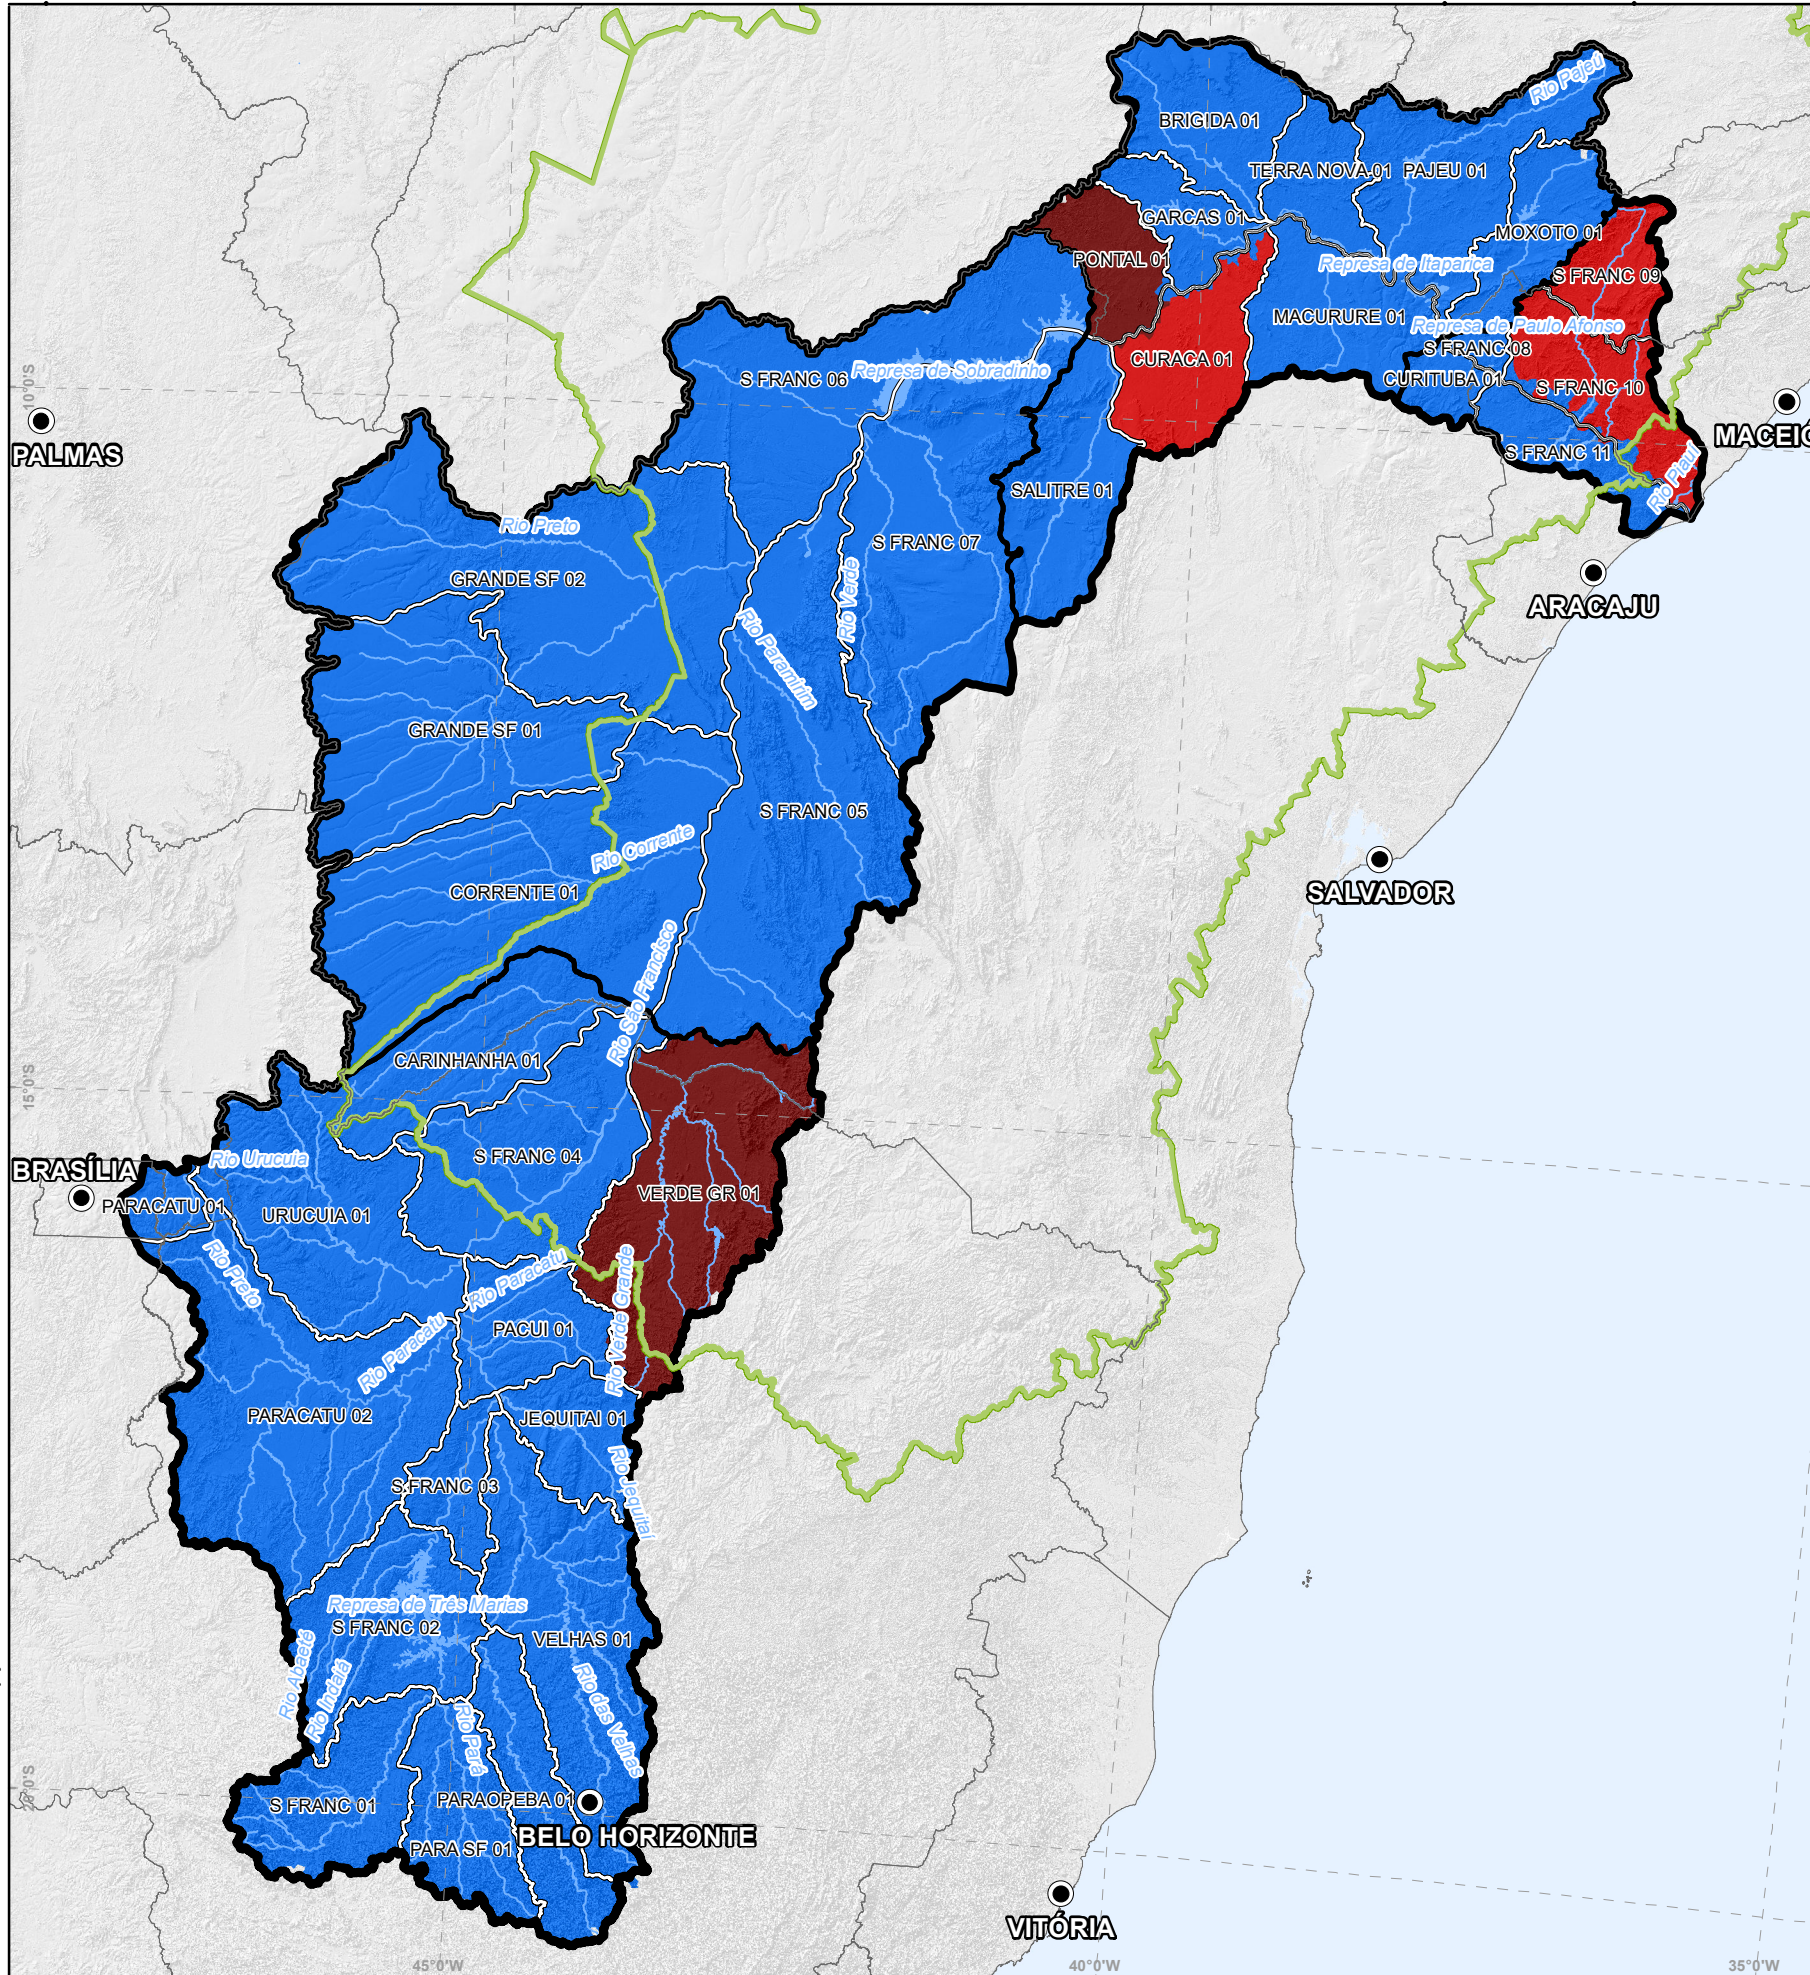 Rio Pajeú
BRIGIDA 01
TERRA NOVA 01
PAJEU 01
GARCAS 01
MOXOTO 01
PONTAL 01
Represa de Itaparica
S FRANC 09
MACURURE 01
Represa de Paulo Afonso
S FRANC 08
CURACA 01
Represa de Sobradinho
S FRANC 06
CURITUBA 01
S FRANC 10
10°0'S
PALMAS
MACEIÓ
S FRANC 11
Rio Piauí
SALITRE 01
Rio Preto
S FRANC 07
GRANDE SF 02
Rio Verde
ARACAJU
Rio Paramirim
GRANDE SF 01
S FRANC 05
Rio Corrente
CORRENTE 01
SALVADOR
Rio São Francisco
CARINHANHA 01
15°0'S
S FRANC 04
Rio Urucuia
BRASÍLIA
VERDE GR 01
PARACATU 01
URUCUIA 01
Rio Preto
Rio Paracatu
Rio Verde Grande
PACUI 01
Rio Paracatu
PARACATU 02
JEQUITAI 01
S FRANC 03
Rio Jequitaí
Represa de Três Marias
S FRANC 02
VELHAS 01
Rio Abaeté
Rio Indaiá
Rio das Velhas
Rio Pará
20°0'S
S FRANC 01
PARAOPEBA 01
BELO HORIZONTE
PARA SF 01
VITÓRIA
45°0'W
40°0'W
35°0'W